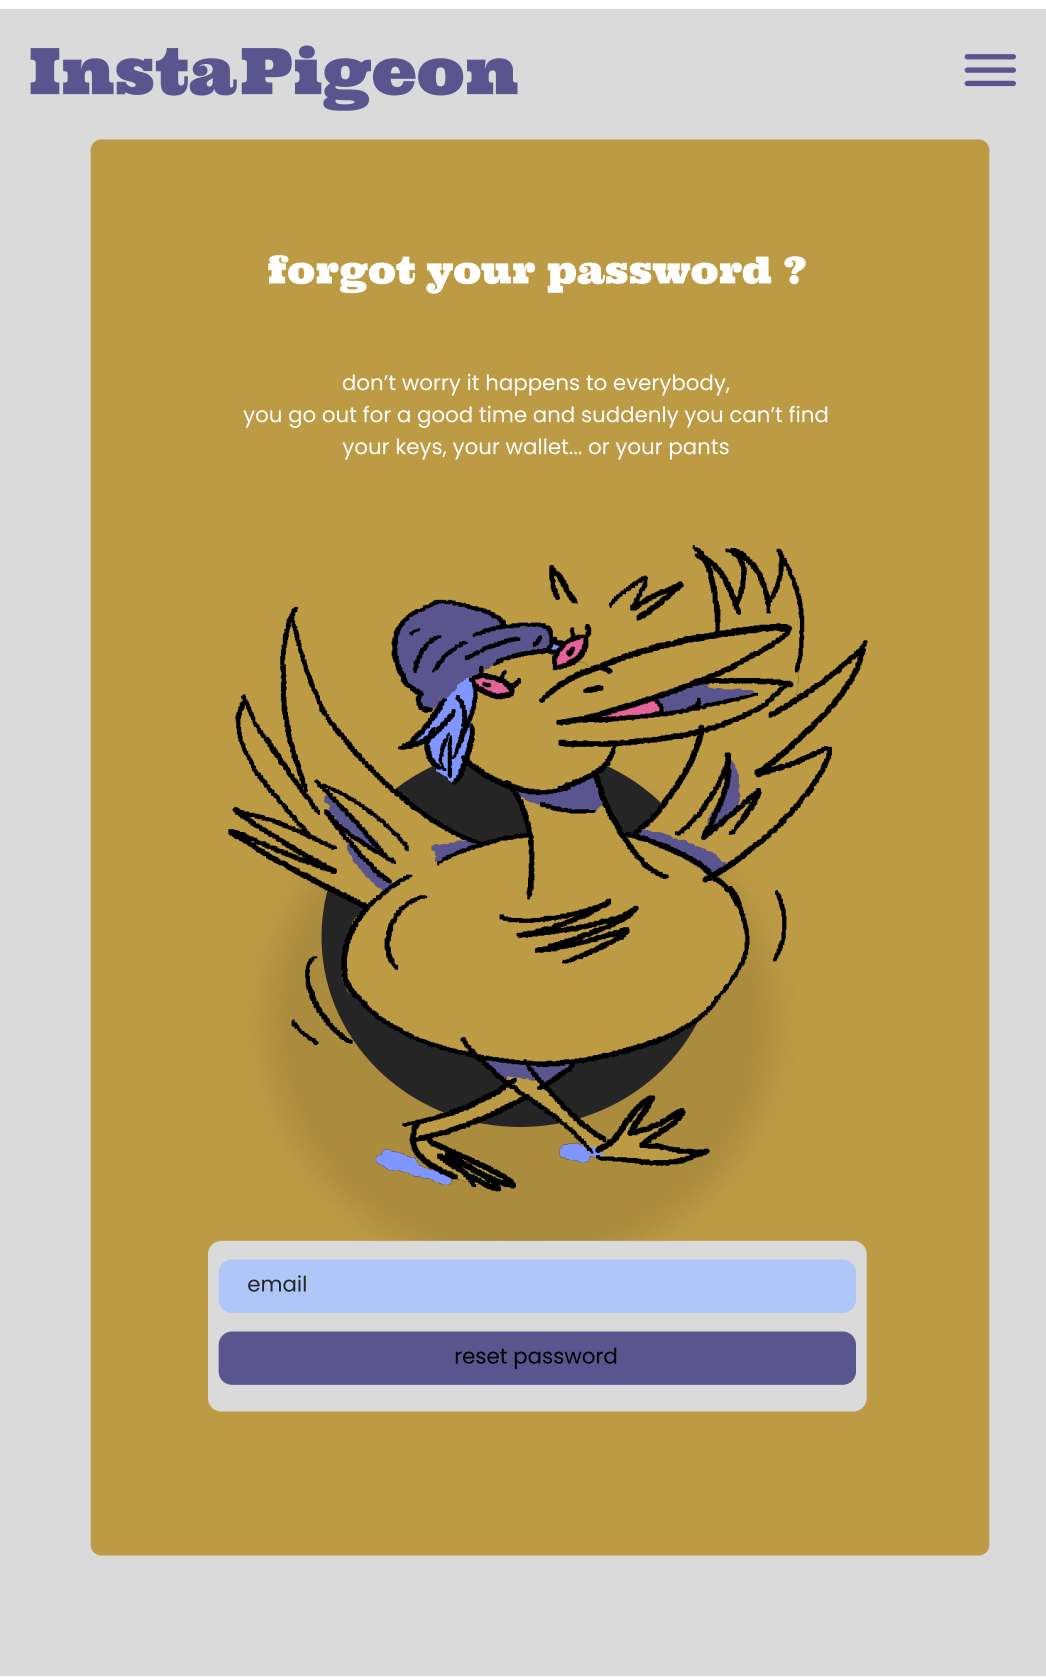 InstaPigeon
forgot your password ?
don’t worry it happens to everybody,
you go out for a good time and suddenly you can’t find
your keys, your wallet... or your pants
email
reset password